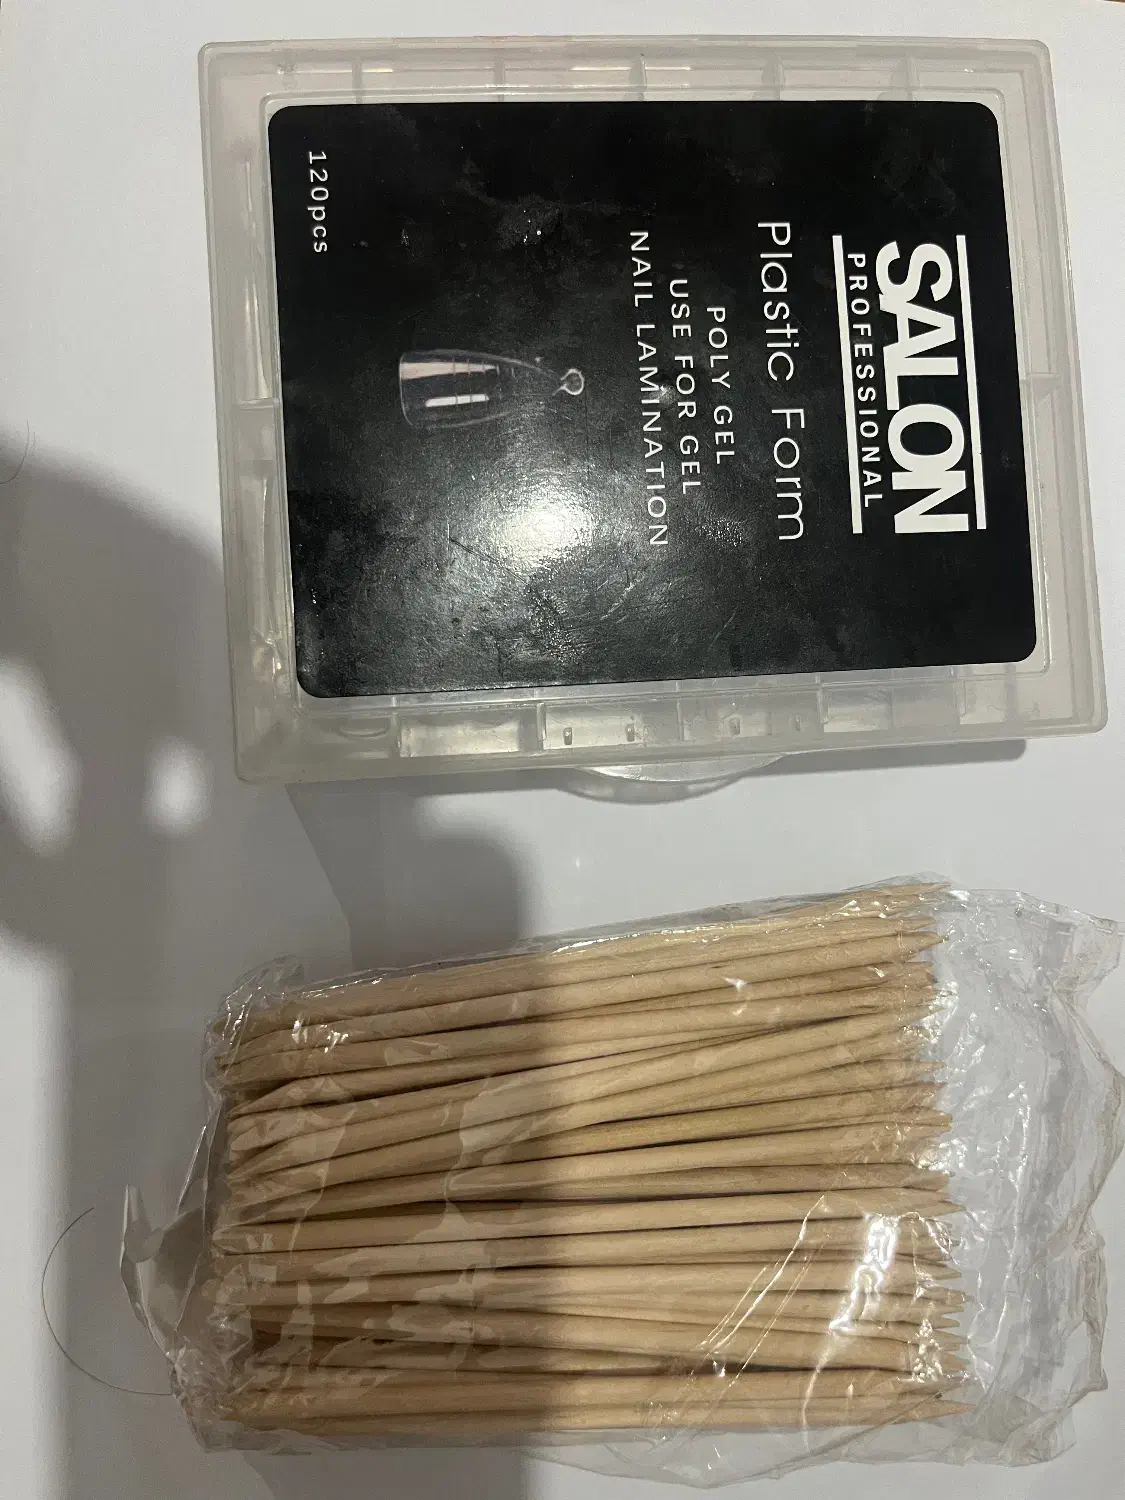 SALON
PROFESSIONAL
Plastic Form
POLY GEL
USE FOR GEL
NAIL LAMINATION
120pcs